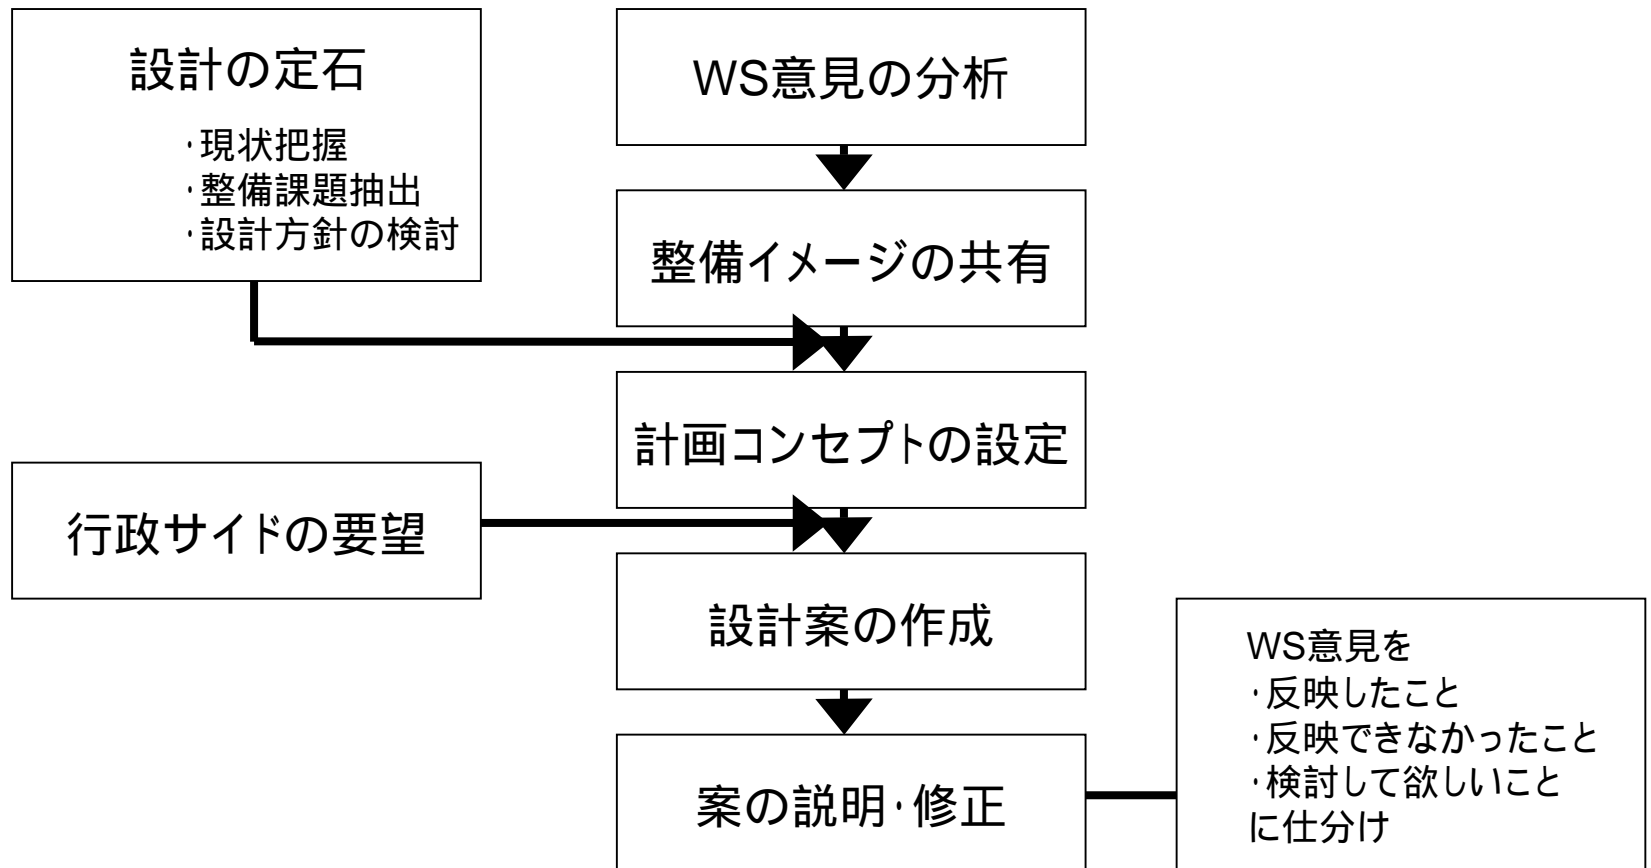 設計の定石
・現状把握
・整備課題抽出
・設計方針の検討
WS意見の分析
整備イメージの共有
計画コンセプトの設定
行政サイドの要望
設計案の作成
案の説明・修正
WS意見を
・反映したこと
・反映できなかったこと
・検討して欲しいこと
に仕分け